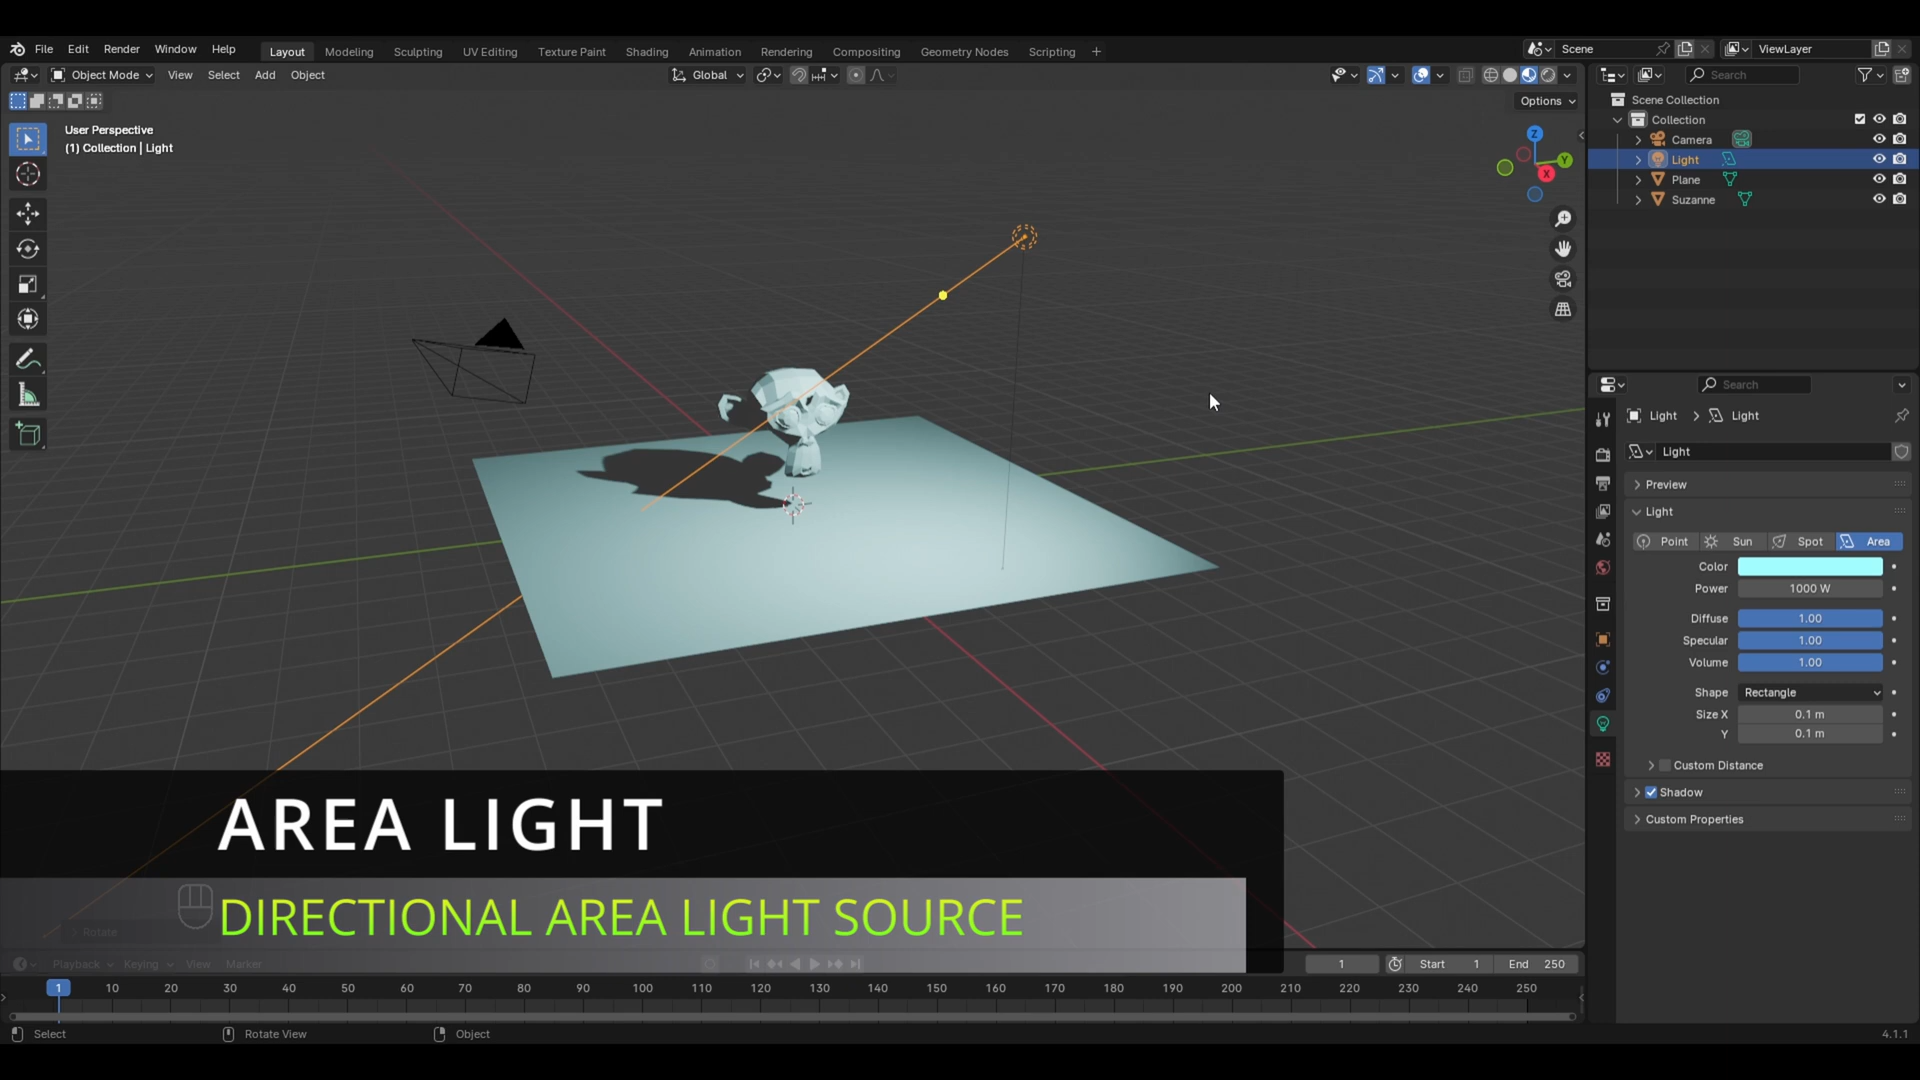 File Edit Render Window Help Layout Modeling Sculpting UV Editing Texture Paint Shading Animation Rendering Compositing Geometry Nodes Scripting + Scene ViewLayer
Object Mode View Select Add Object Global Search
Options
User Perspective
(1) Collection | Light
Z
Y
X
Scene Collection
Collection
Camera
Light
Plane
Suzanne
Search
Light > Light
Light
Preview
Light
Point Sun Spot Area
Color
Power 1000 W
Diffuse 1.00
Specular 1.00
Volume 1.00
Shape Rectangle
Size X 0.1 m
Y 0.1 m
Custom Distance
Shadow
Custom Properties
AREA LIGHT
DIRECTIONAL AREA LIGHT SOURCE
Rotate
Playback Keying View Marker 1 Start 1 End 250
1 10 20 30 40 50 60 70 80 90 100 110 120 130 140 150 160 170 180 190 200 210 220 230 240 250
Select Rotate View Object 4.1.1